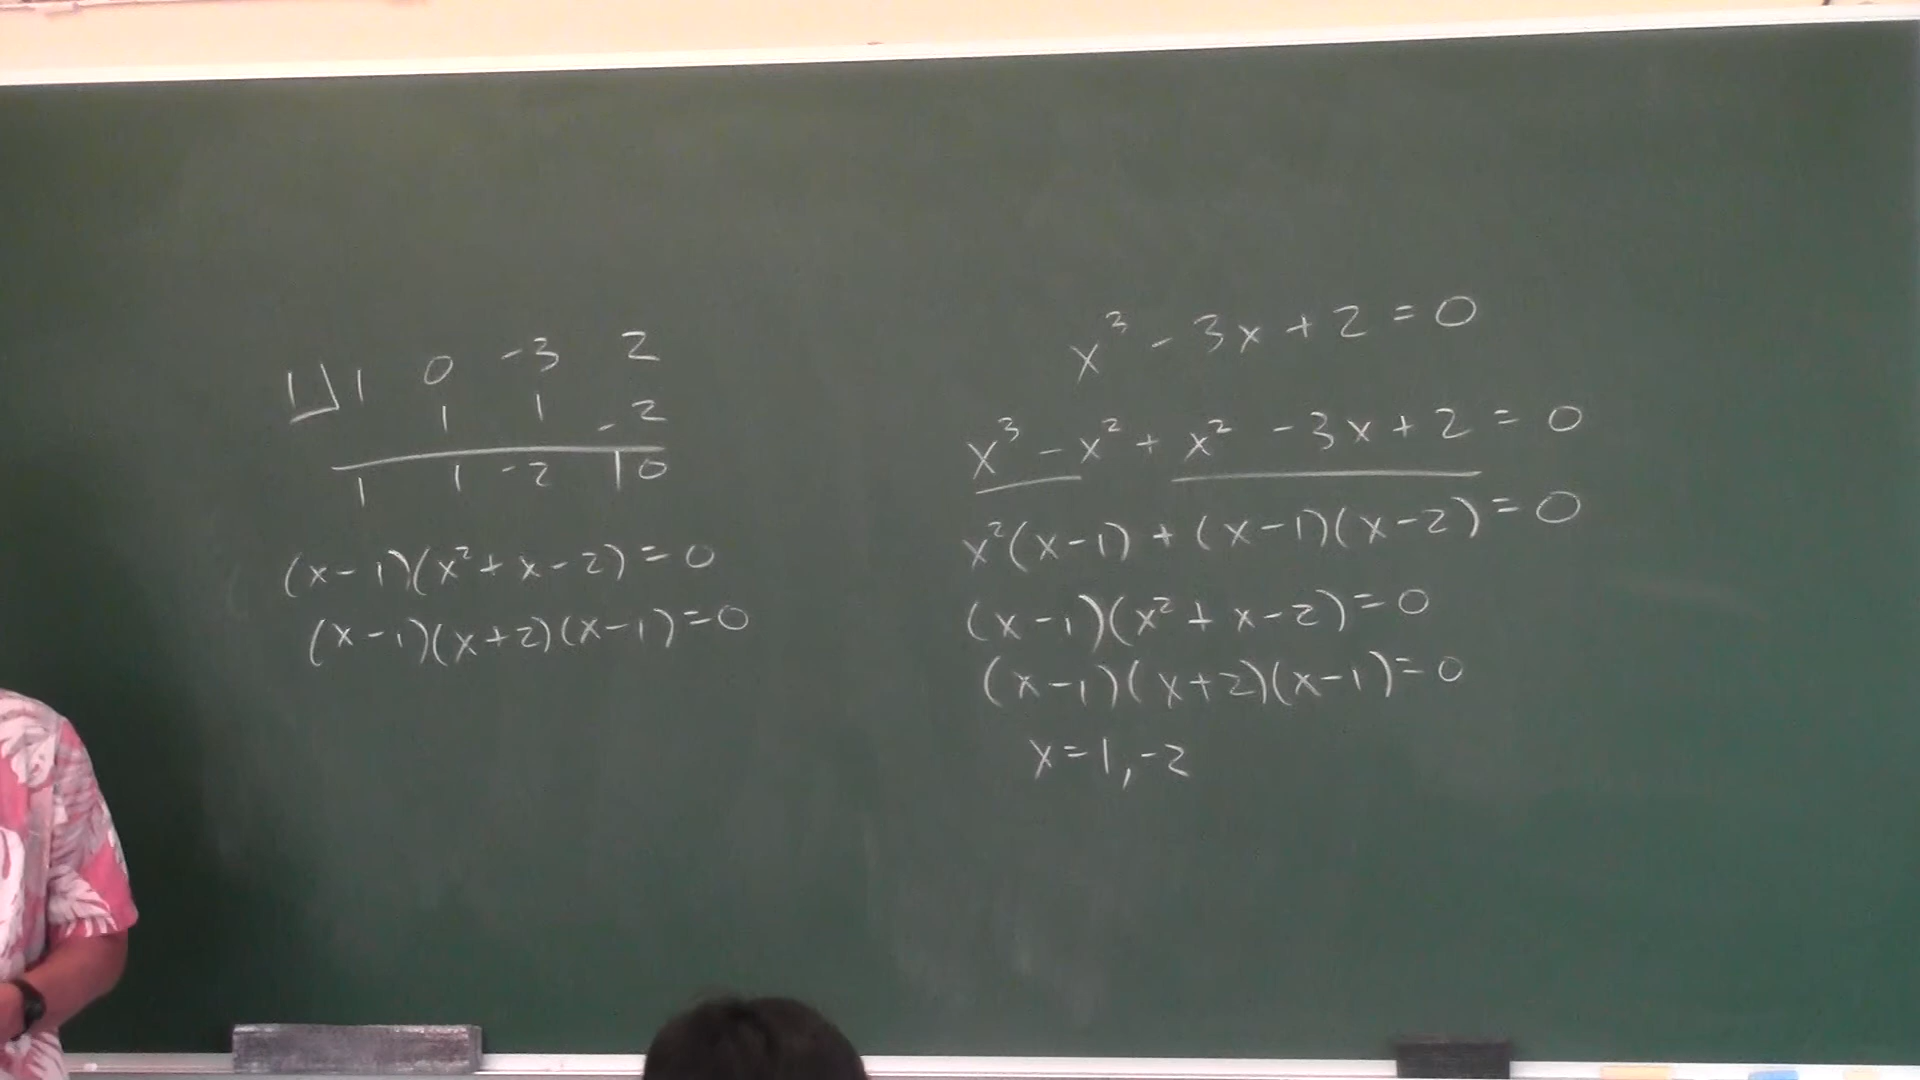 1⌋ 1 0 -3 2
1 1 -2
1 1 -2 | 0
(x-1)(x²+x-2)=0
(x-1)(x+2)(x-1)=0
x³-3x+2=0
x³-x²+x²-3x+2=0
x²(x-1)+(x-1)(x-2)=0
(x-1)(x²+x-2)=0
(x-1)(x+2)(x-1)=0
x=1,-2